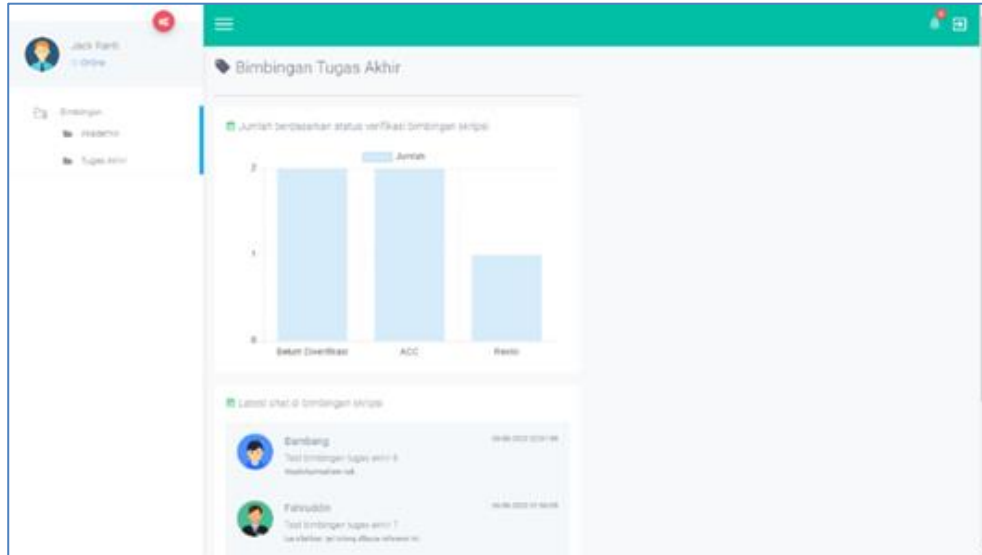 Jack Ranti
Online
Bimbingan
Akademik
Tugas Akhir
Bimbingan Tugas Akhir
Jumlah berdasarkan status verifikasi bimbingan skripsi
Jumlah
2
1
0
Belum Diverifikasi
ACC
Revisi
Latest chat di bimbingan skripsi
Bambang
Test bimbingan tugas akhir 6
Fahruddin
Test bimbingan tugas akhir 7